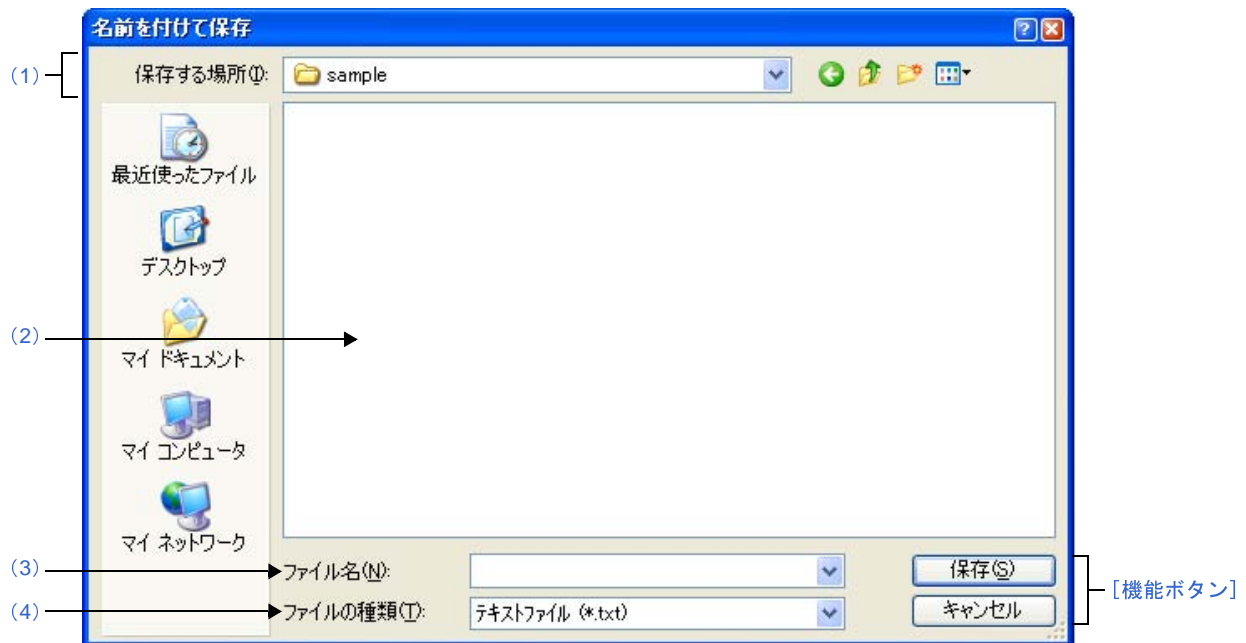 名前を付けて保存
(1)
保存する場所(I):
sample
最近使ったファイル
デスクトップ
(2)
マイ ドキュメント
マイ コンピュータ
マイ ネットワーク
(3)
ファイル名(N):
保存(S)
[機能ボタン]
(4)
ファイルの種類(T):
テキストファイル (*.txt)
キャンセル